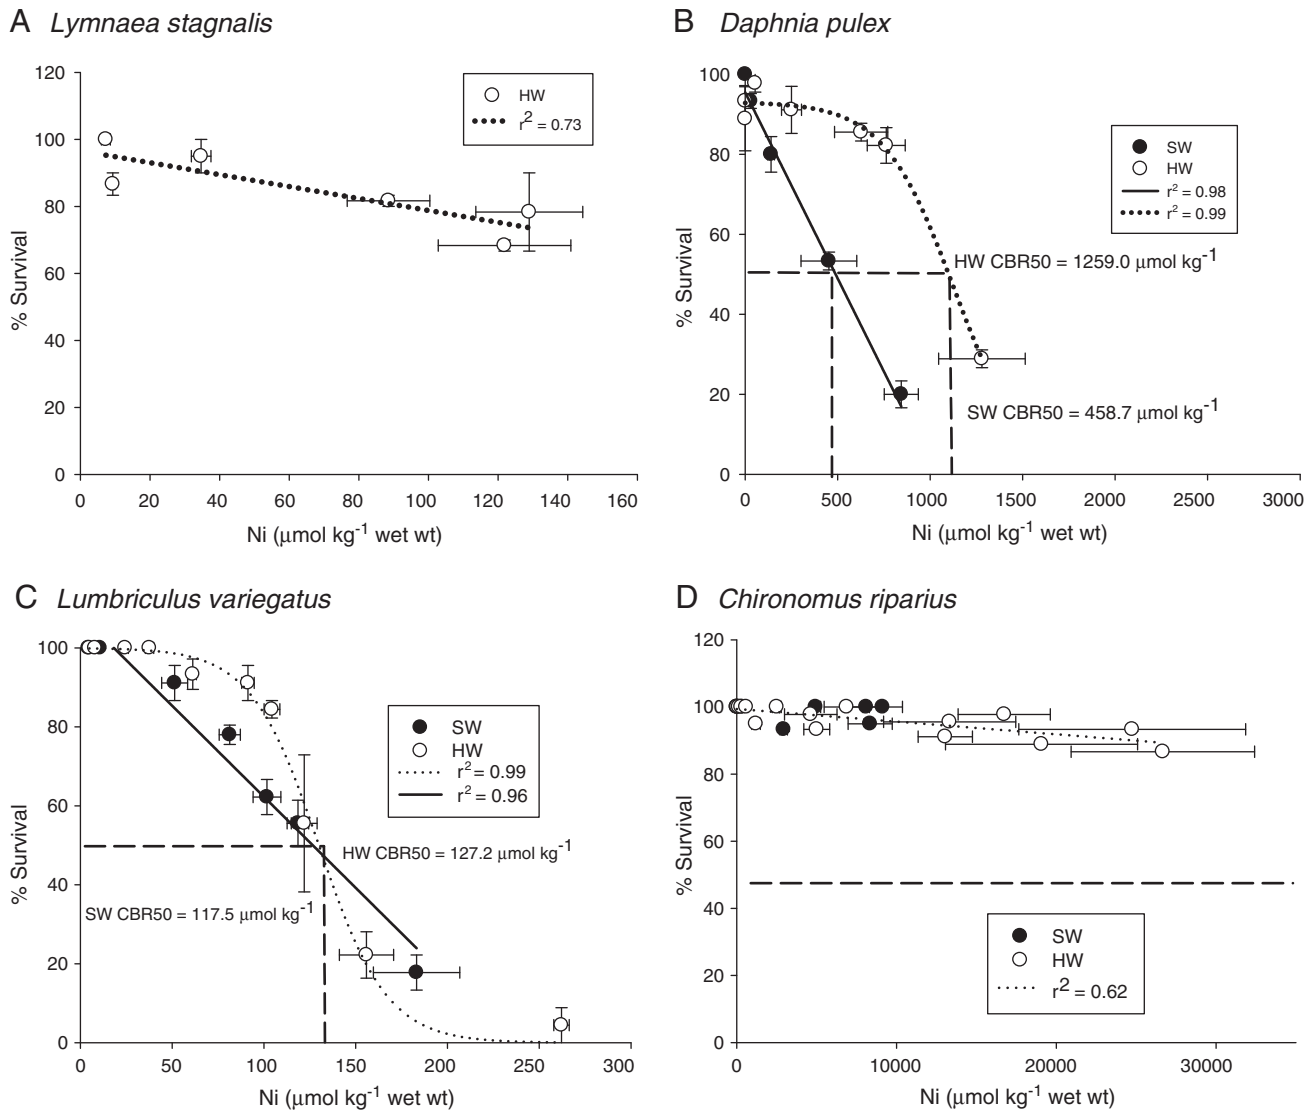 A Lymnaea stagnalis
120
100
80
60
40
20
0
% Survival
HW
r² = 0.73
0 20 40 60 80 100 120 140 160
Ni (μmol kg⁻¹ wet wt)
B Daphnia pulex
100
80
60
40
20
0
% Survival
SW
HW
r² = 0.98
r² = 0.99
HW CBR50 = 1259.0 μmol kg⁻¹
SW CBR50 = 458.7 μmol kg⁻¹
0 500 1000 1500 2000 2500 3000
Ni (μmol kg⁻¹ wet wt)
C Lumbriculus variegatus
100
80
60
40
20
0
% Survival
SW
HW
r² = 0.99
r² = 0.96
HW CBR50 = 127.2 μmol kg⁻¹
SW CBR50 = 117.5 μmol kg⁻¹
0 50 100 150 200 250 300
Ni (μmol kg⁻¹ wet wt)
D Chironomus riparius
120
100
80
60
40
20
0
% Survival
SW
HW
r² = 0.62
0 10000 20000 30000
Ni (μmol kg⁻¹ wet wt)